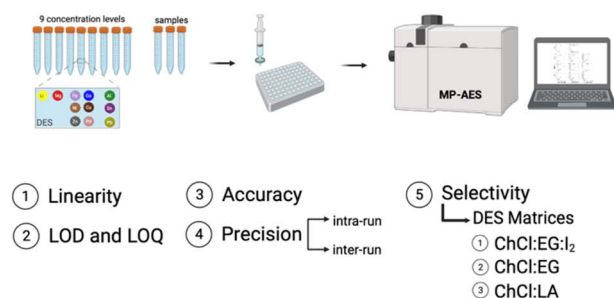 9 concentration levels
samples
DES
MP-AES
1 Linearity
2 LOD and LOQ
3 Accuracy
4 Precision
intra-run
inter-run
5 Selectivity
DES Matrices
1 ChCl:EG:I₂
2 ChCl:EG
3 ChCl:LA